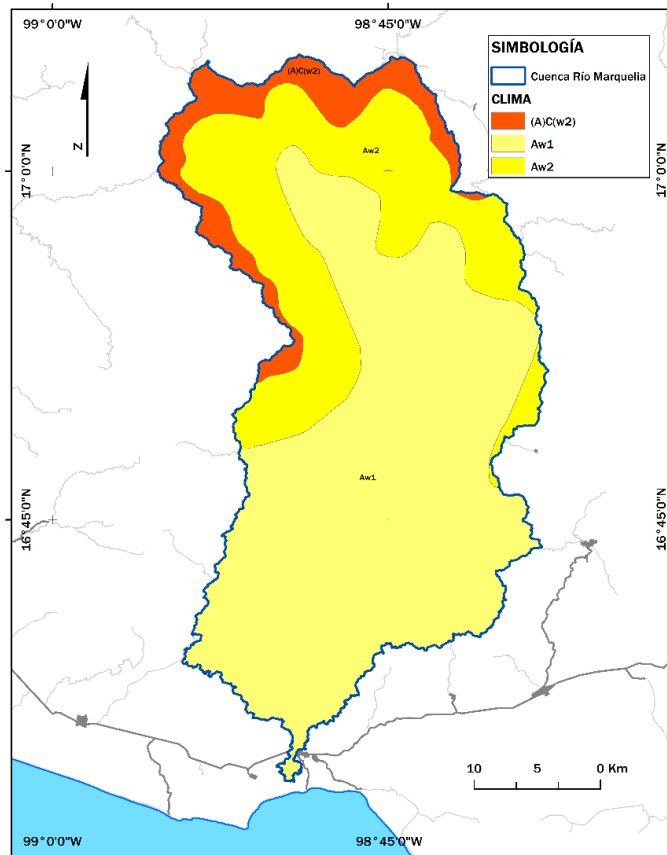 99°0'0"W
98°45'0"W
SIMBOLOGÍA
Cuenca Río Marquelia
CLIMA
(A)C(w2)
Aw1
Aw2
(A)C(w2)
N
Aw2
17°0'0"N
17°0'0"N
Aw1
16°45'0"N
16°45'0"N
10 5 0 Km
99°0'0"W
98°45'0"W